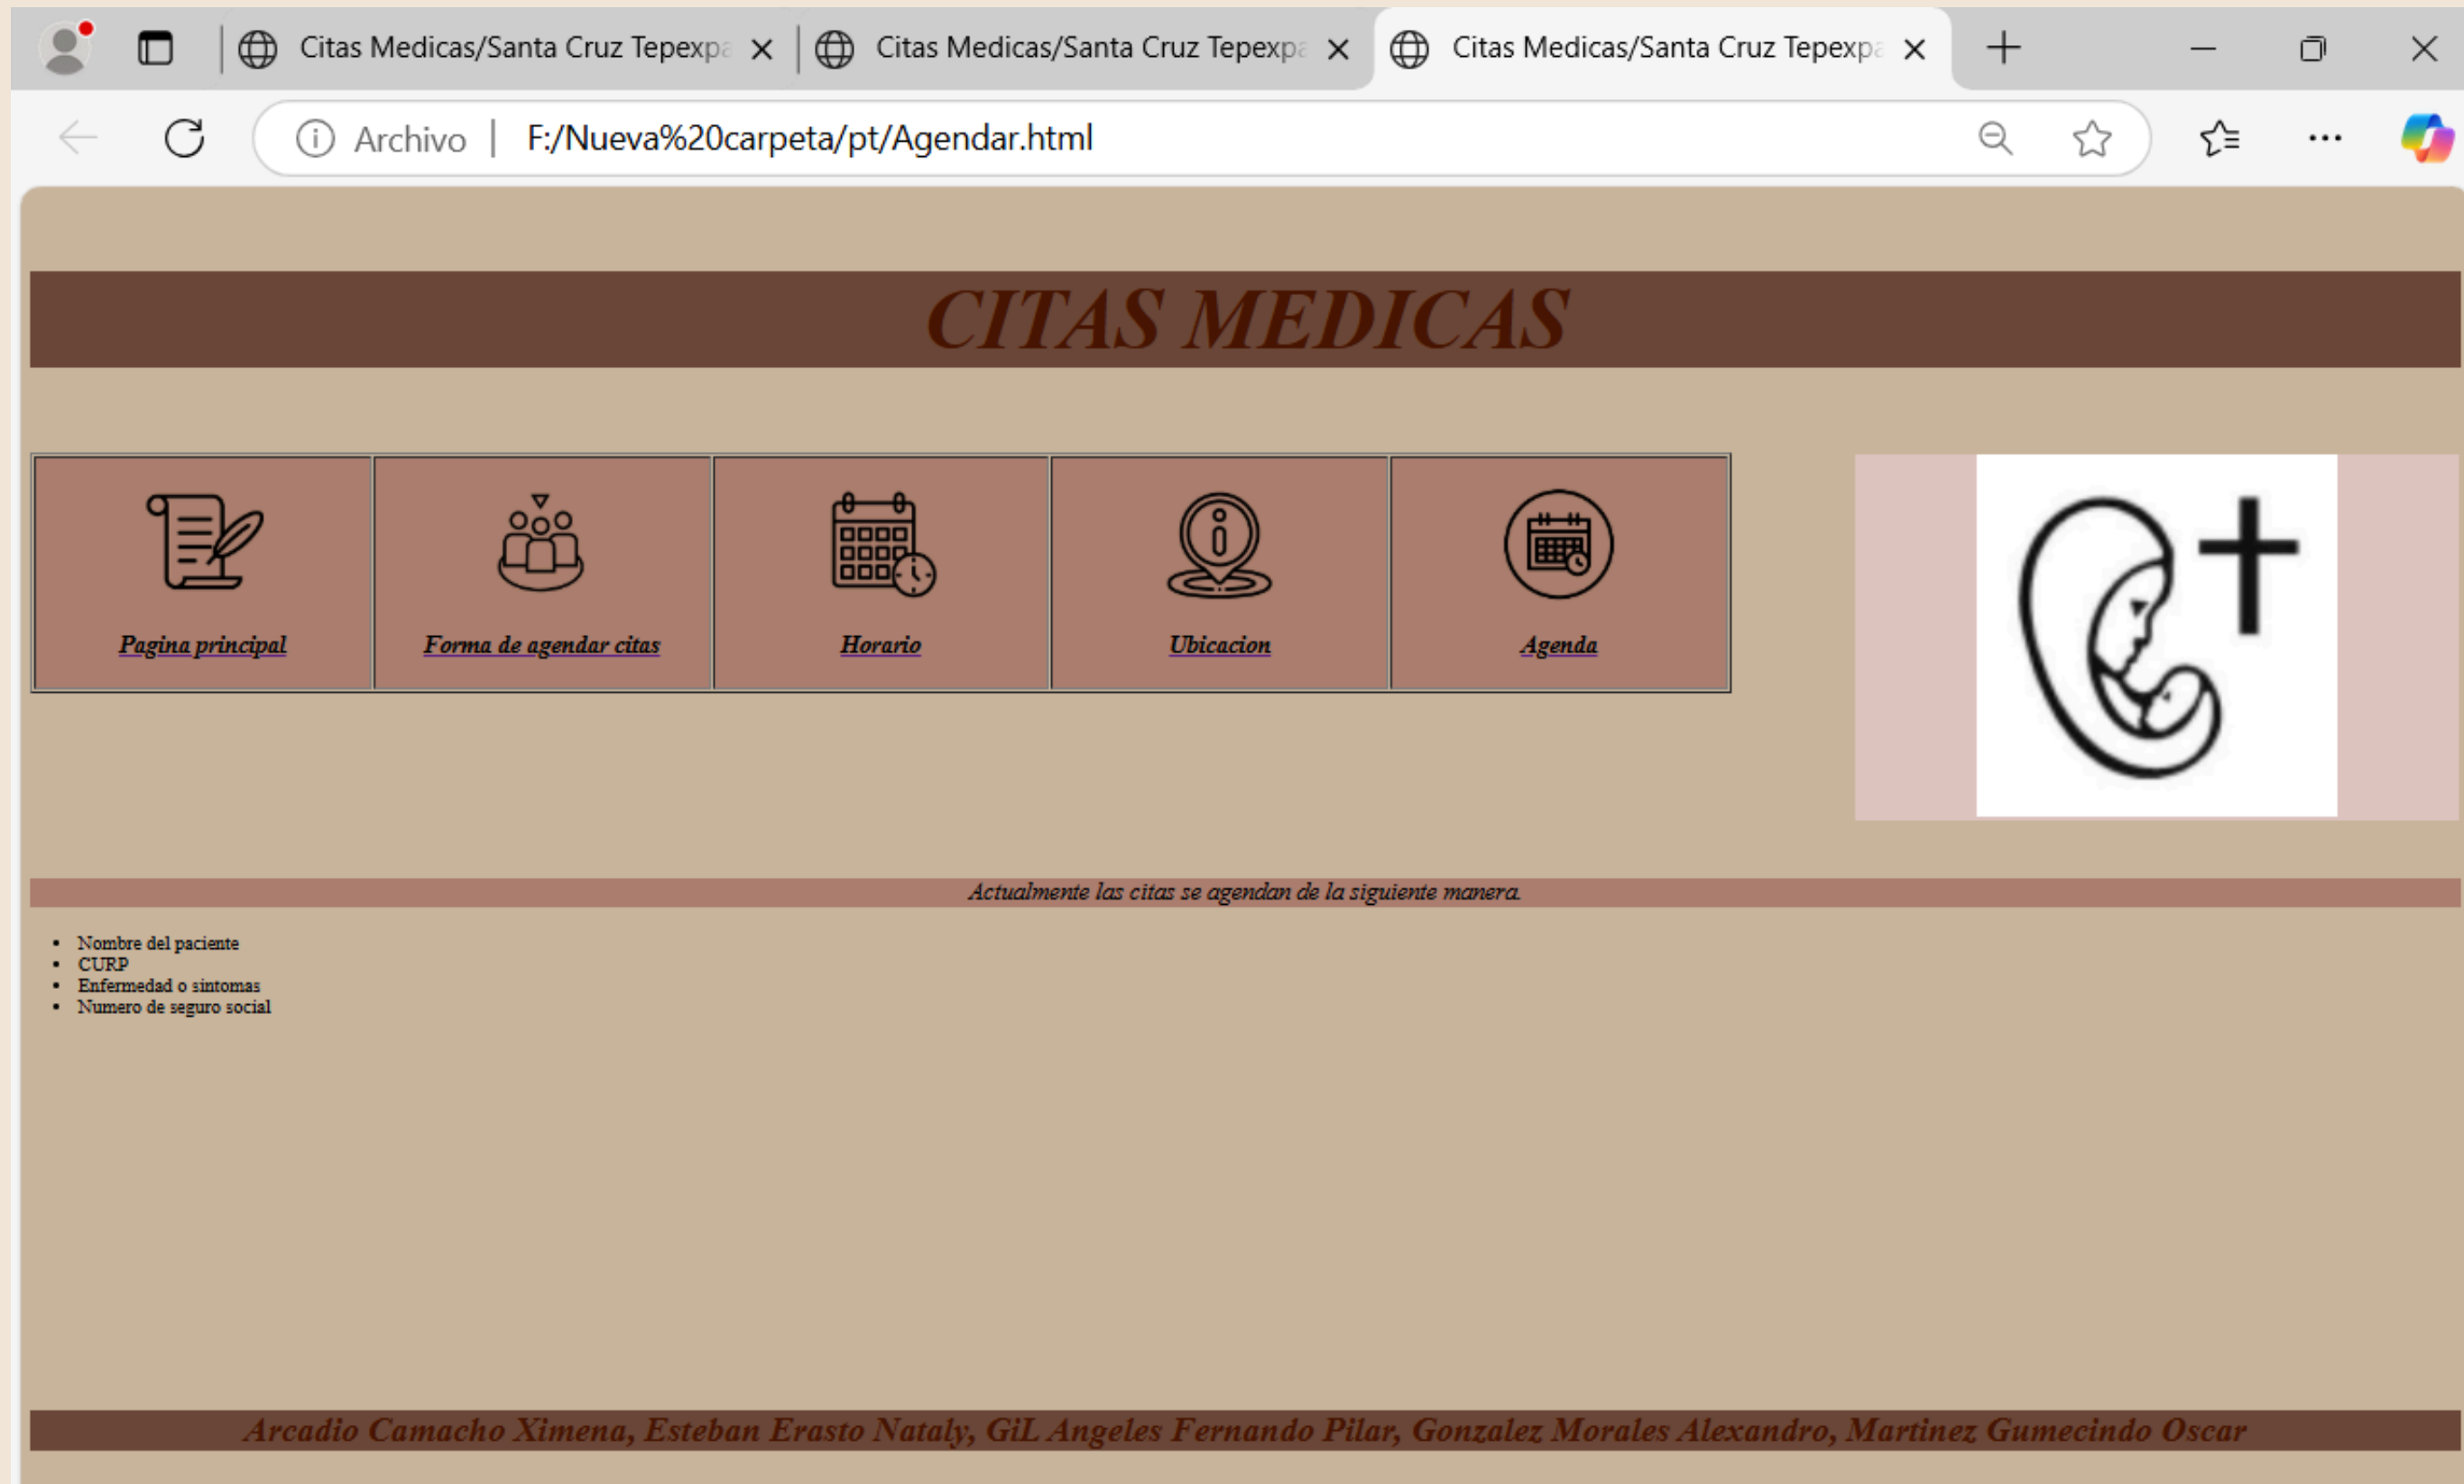 Citas Medicas/Santa Cruz Tepexpa
Citas Medicas/Santa Cruz Tepexpa
Citas Medicas/Santa Cruz Tepexpa
Archivo | F:/Nueva%20carpeta/pt/Agendar.html
CITAS MEDICAS
Pagina principal
Forma de agendar citas
Horario
Ubicacion
Agenda
Actualmente las citas se agendan de la siguiente manera.
• Nombre del paciente
• CURP
• Enfermedad o sintomas
• Numero de seguro social
Arcadio Camacho Ximena, Esteban Erasto Nataly, GiL Angeles Fernando Pilar, Gonzalez Morales Alexandro, Martinez Gumecindo Oscar